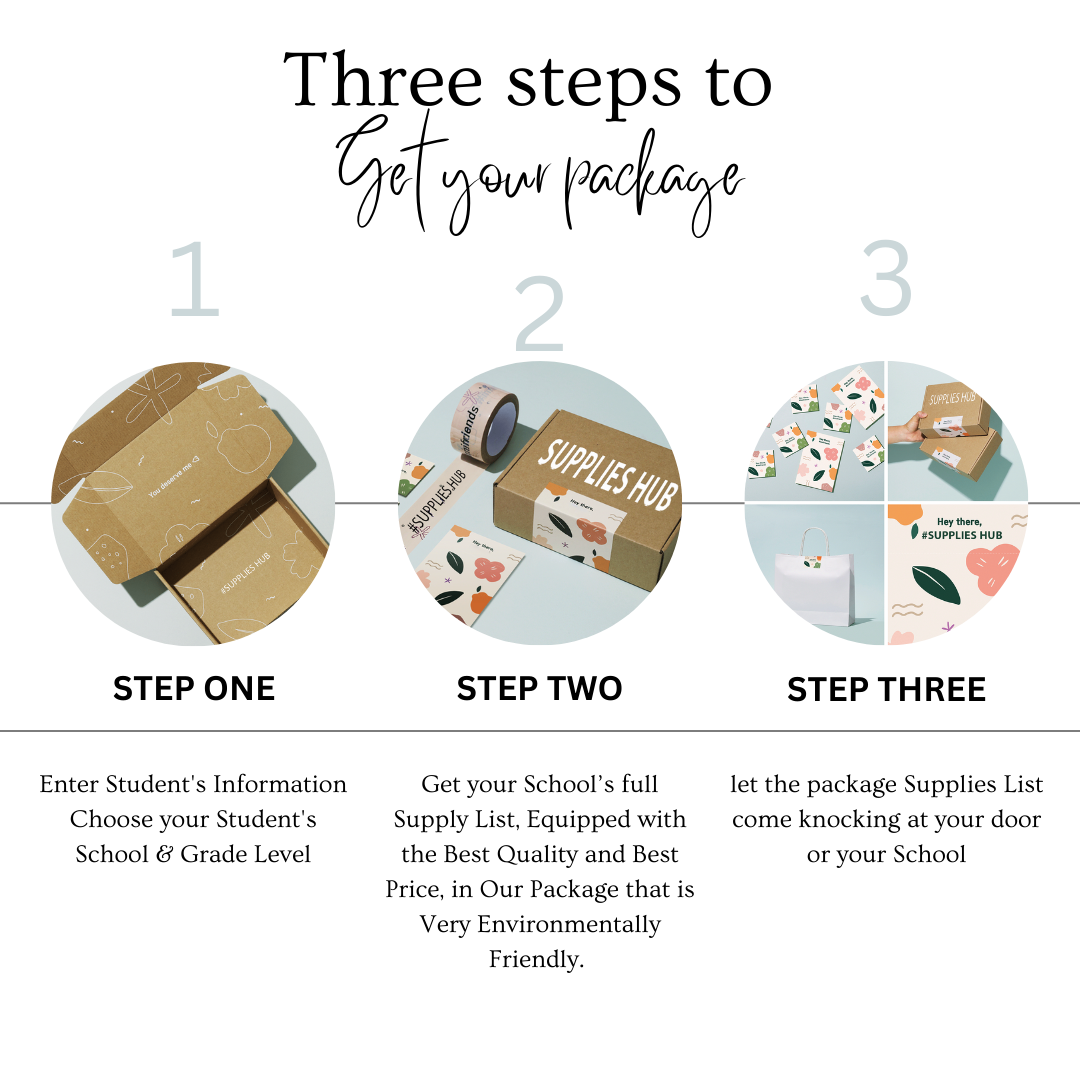 Three steps to
Get your package
1
2
3
You deserve me <3
#SUPPLIES HUB
friends
#SUPPLIES HUB
SUPPLIES HUB
Hey there,
Hey there,
SUPPLIES HUB
Hey there,
#SUPPLIES HUB
STEP ONE
STEP TWO
STEP THREE
Enter Student's Information
Choose your Student's
School & Grade Level
Get your School’s full
Supply List, Equipped with
the Best Quality and Best
Price, in Our Package that is
Very Environmentally
Friendly.
let the package Supplies List
come knocking at your door
or your School